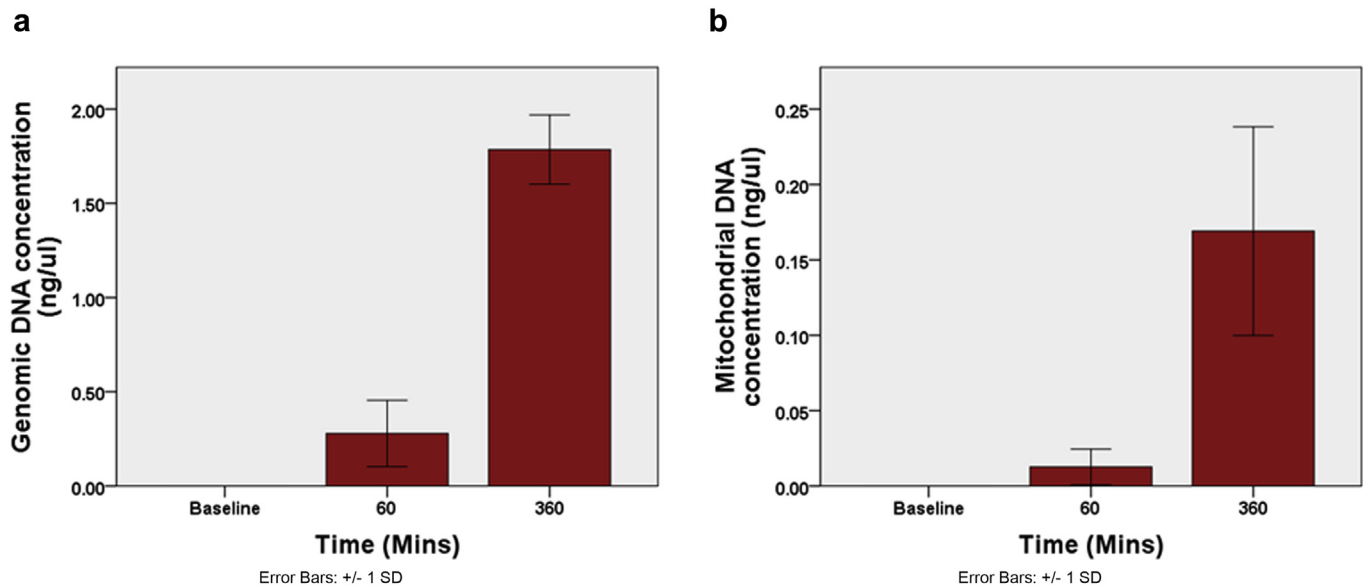 a
Genomic DNA concentration
(ng/ul)
2.00
1.50
1.00
0.50
0.00
Baseline
60
360
Time (Mins)
Error Bars: +/- 1 SD
b
Mitochondrial DNA
concentration (ng/ul)
0.25
0.20
0.15
0.10
0.05
0.00
Baseline
60
360
Time (Mins)
Error Bars: +/- 1 SD